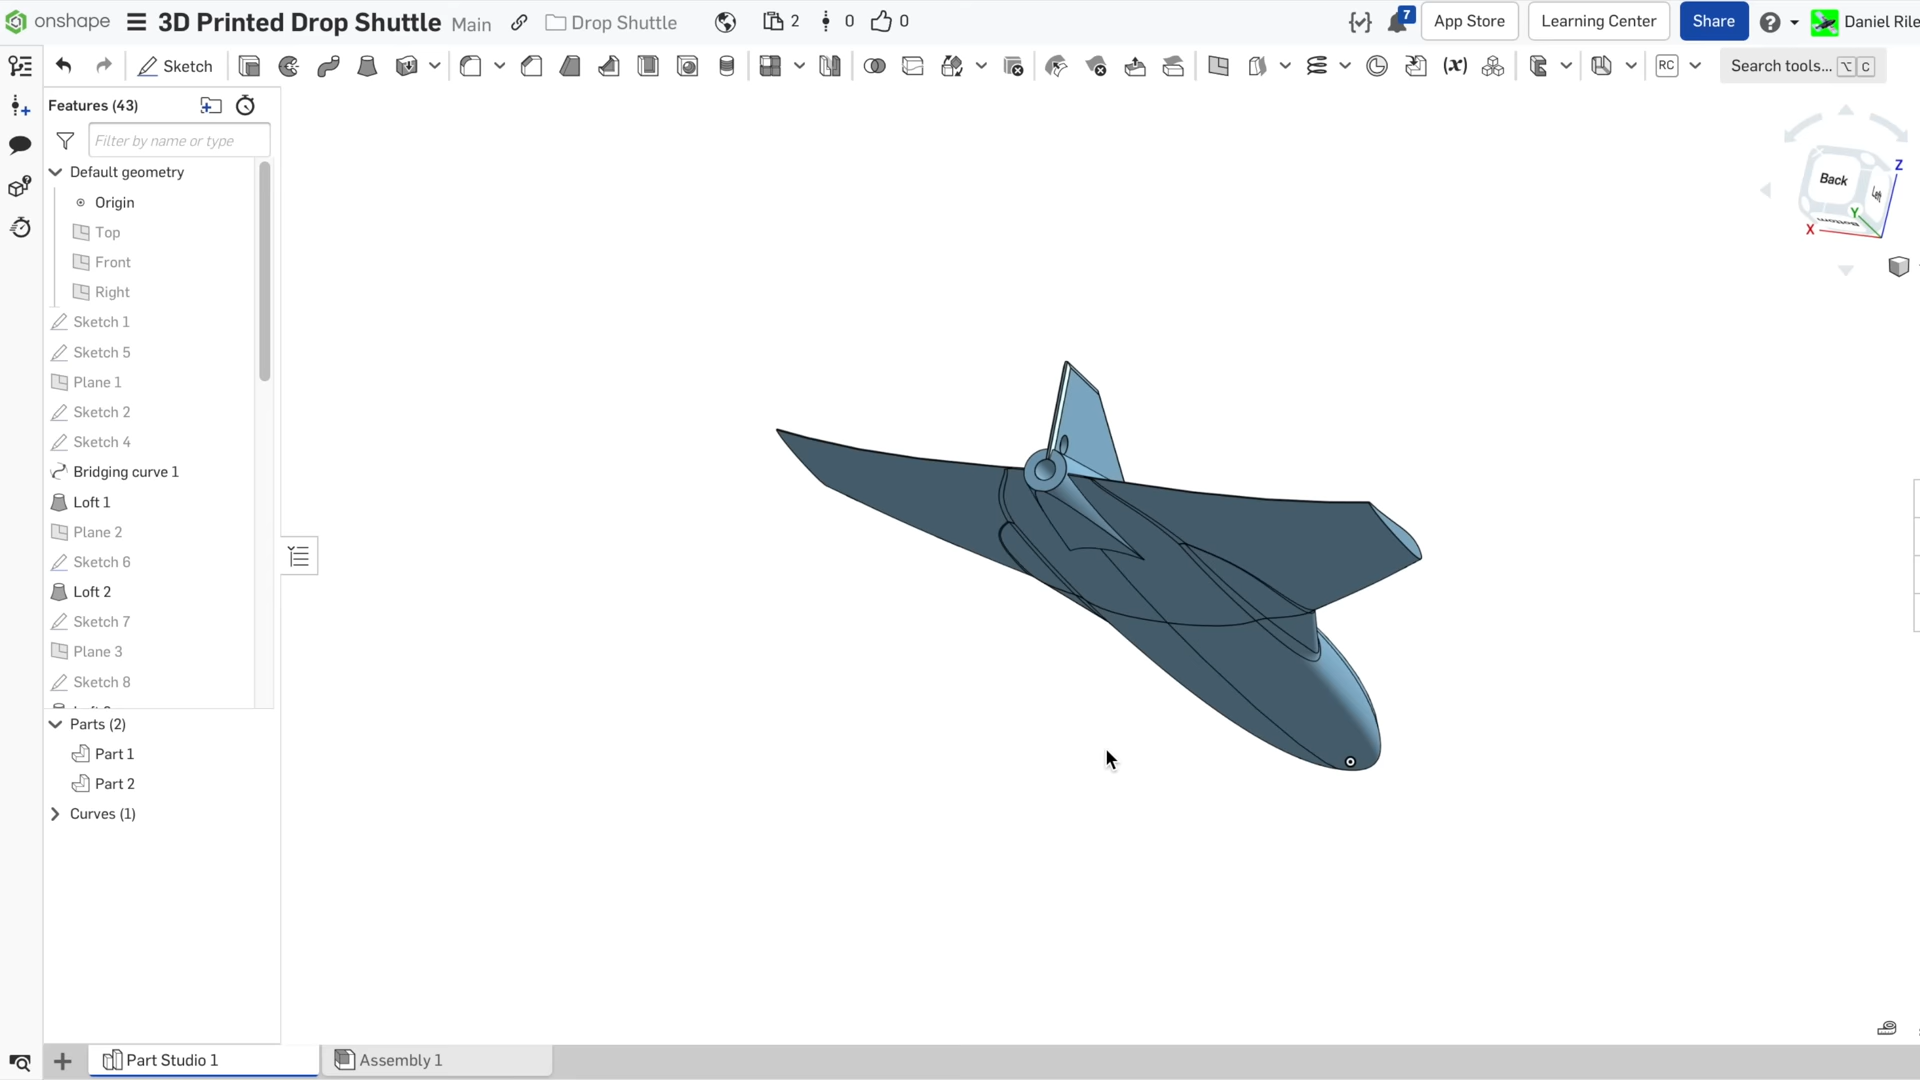 onshape 3D Printed Drop Shuttle Main Drop Shuttle 2 0 0 7 App Store Learning Center Share Daniel Rile
Sketch (x) RC Search tools... ⌥ C
Features (43)
Filter by name or type
Default geometry
Origin
Top
Front
Right
Sketch 1
Sketch 5
Plane 1
Sketch 2
Sketch 4
Bridging curve 1
Loft 1
Plane 2
Sketch 6
Loft 2
Sketch 7
Plane 3
Sketch 8
Parts (2)
Part 1
Part 2
Curves (1)
Z
Back
Left
Y
Bottom
X
Part Studio 1 Assembly 1